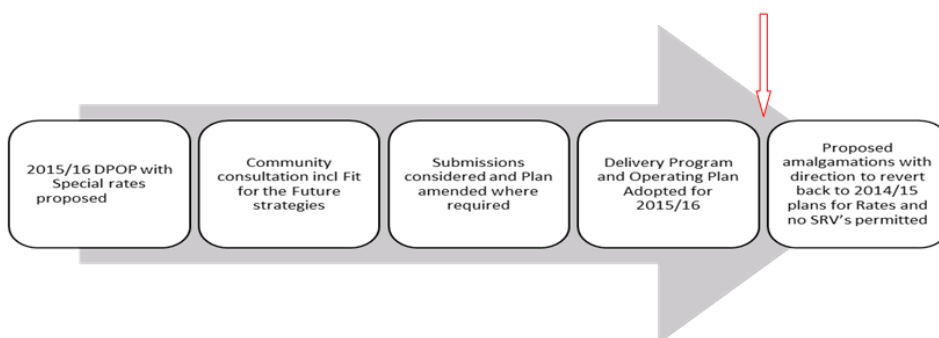 2015/16 DPOP with
Special rates
proposed
Community
consultation incl Fit
for the Future
strategies
Submissions
considered and Plan
amended where
required
Delivery Program
and Operating Plan
Adopted for
2015/16
Proposed
amalgamations with
direction to revert
back to 2014/15
plans for Rates and
no SRV's permitted